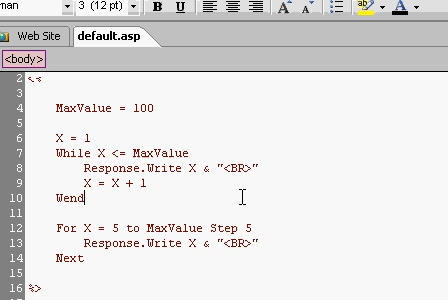 man 3 (12 pt) B U A A A
Web Site default.asp
<body>
2 <%
3
4 MaxValue = 100
5
6 X = 1
7 While X <= MaxValue
8 Response.Write X & "<BR>"
9 X = X + 1
10 Wend
11
12 For X = 5 to MaxValue Step 5
13 Response.Write X & "<BR>"
14 Next
15
16 %>